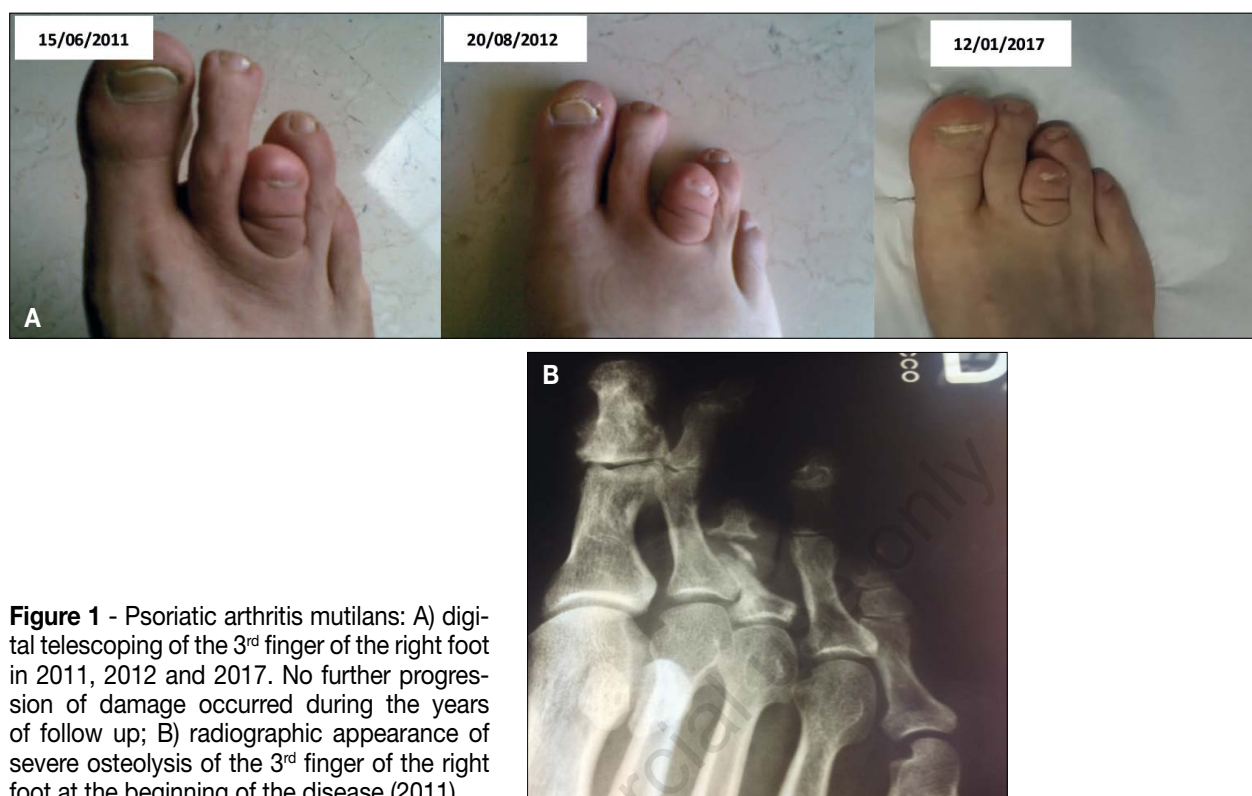 15/06/2011
20/08/2012
12/01/2017
A
B
CCO
D
only
rcial
Figure 1 - Psoriatic arthritis mutilans: A) digi-
tal telescoping of the 3rd finger of the right foot
in 2011, 2012 and 2017. No further progres-
sion of damage occurred during the years
of follow up; B) radiographic appearance of
severe osteolysis of the 3rd finger of the right
foot at the beginning of the disease (2011)